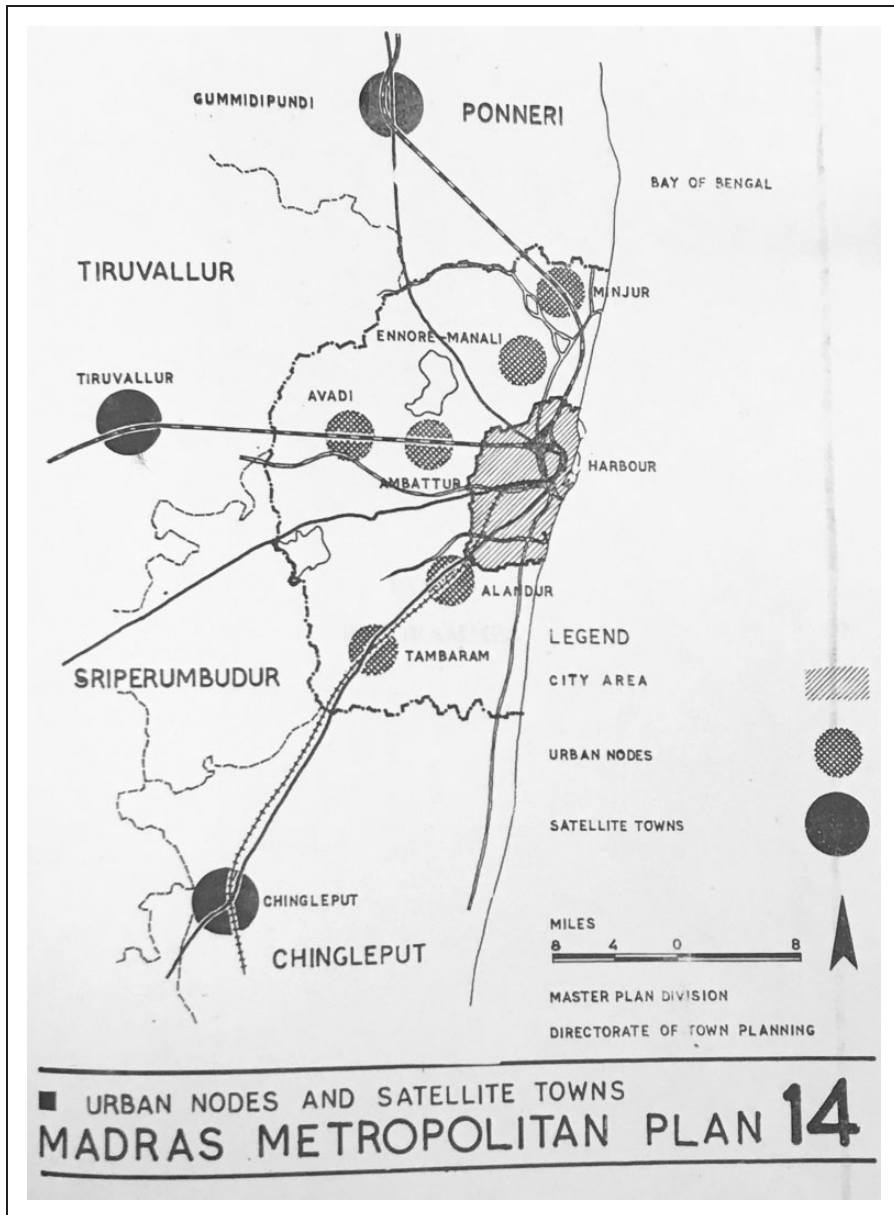 GUMMIDIPUNDI
PONNERI
BAY OF BENGAL
TIRUVALLUR
MINJUR
ENNORE-MANALI
TIRUVALLUR
AVADI
HARBOUR
AMBATTUR
ALANDUR
TAMBARAM
SRIPERUMBUDUR
LEGEND
CITY AREA
URBAN NODES
SATELLITE TOWNS
CHINGLEPUT
CHINGLEPUT
MILES
8 4 0 8
MASTER PLAN DIVISION
DIRECTORATE OF TOWN PLANNING
URBAN NODES AND SATELLITE TOWNS
MADRAS METROPOLITAN PLAN 14